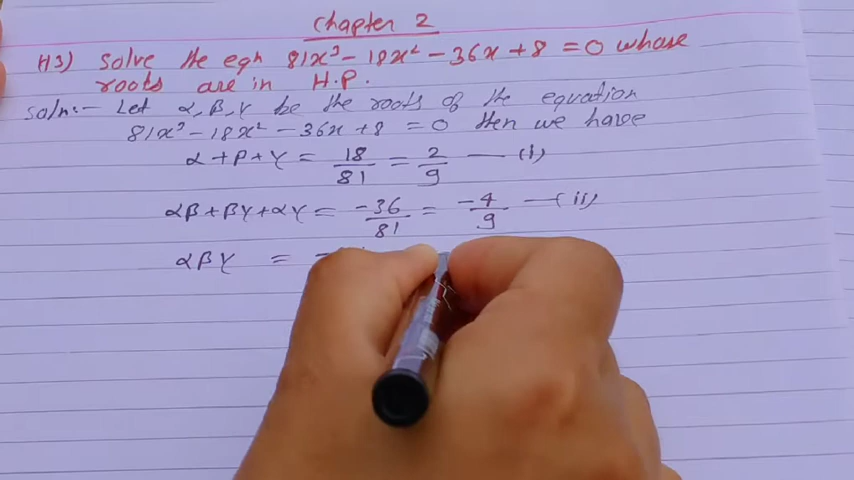 Chapter 2
H3) Solve the eqn 81x³ - 18x² - 36x + 8 = 0 whose
roots are in H.P.
Soln:- Let α, β, γ be the roots of the equation
81x³ - 18x² - 36x + 8 = 0 then we have
α + β + γ = 18/81 = 2/9 — (i)
αβ + βγ + αγ = -36/81 = -4/9 — (ii)
αβγ = -